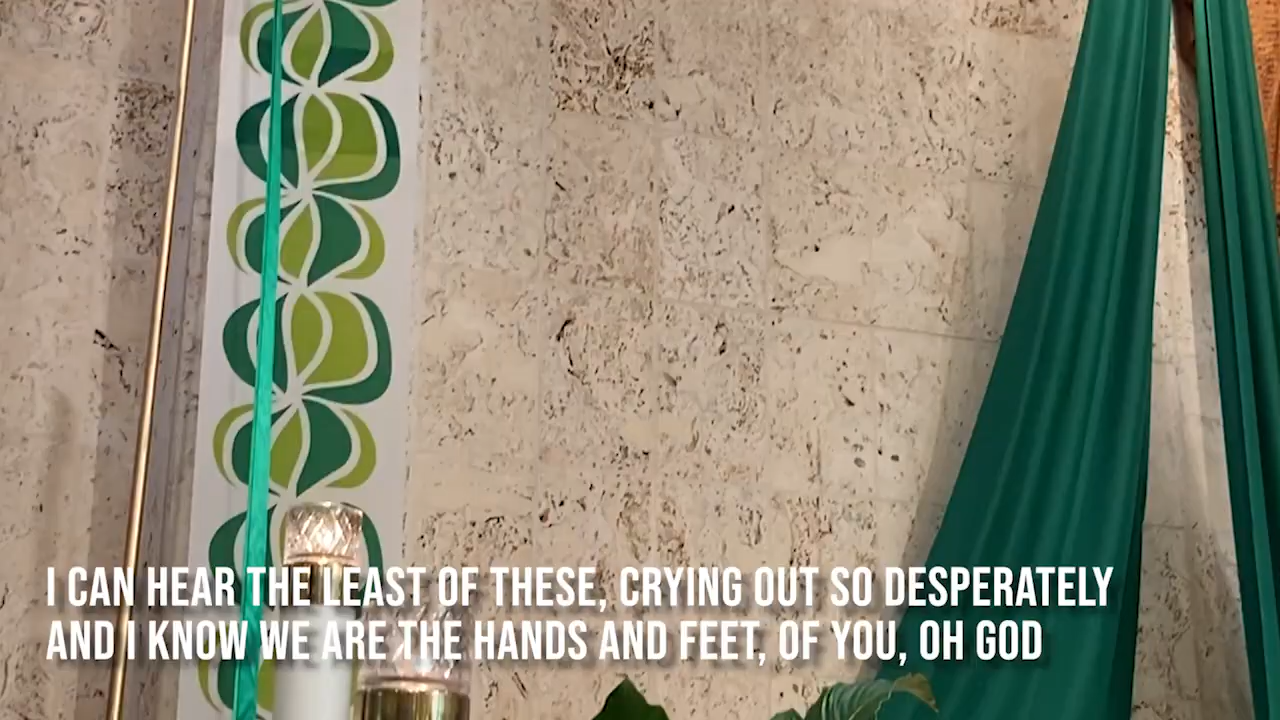 I CAN HEAR THE LEAST OF THESE, CRYING OUT SO DESPERATELY
AND I KNOW WE ARE THE HANDS AND FEET, OF YOU, OH GOD